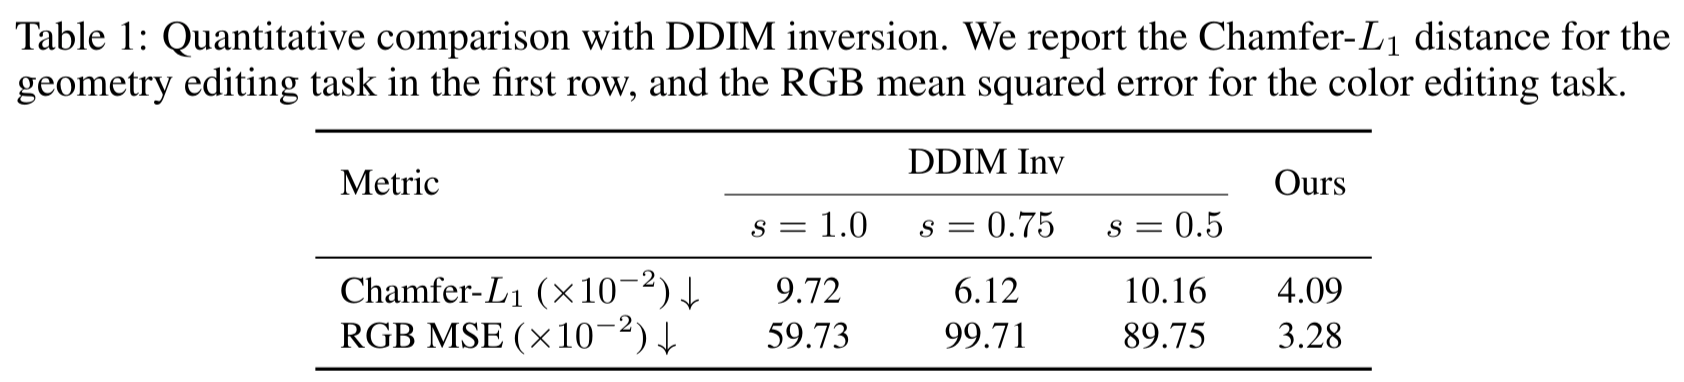 Table 1: Quantitative comparison with DDIM inversion. We report the Chamfer-L₁ distance for the
geometry editing task in the first row, and the RGB mean squared error for the color editing task.
Metric DDIM Inv Ours
s = 1.0 s = 0.75 s = 0.5
Chamfer-L₁ (×10⁻²) ↓ 9.72 6.12 10.16 4.09
RGB MSE (×10⁻²) ↓ 59.73 99.71 89.75 3.28